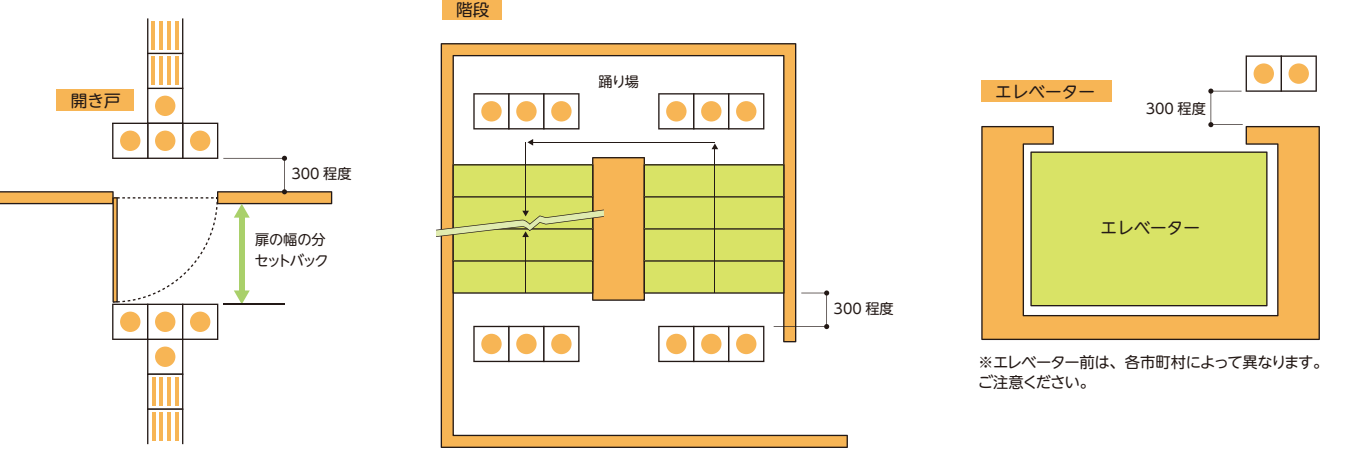 開き戸
300 程度
扉の幅の分
セットバック
階段
踊り場
300 程度
エレベーター
300 程度
エレベーター
※エレベーター前は、各市町村によって異なります。
ご注意ください。